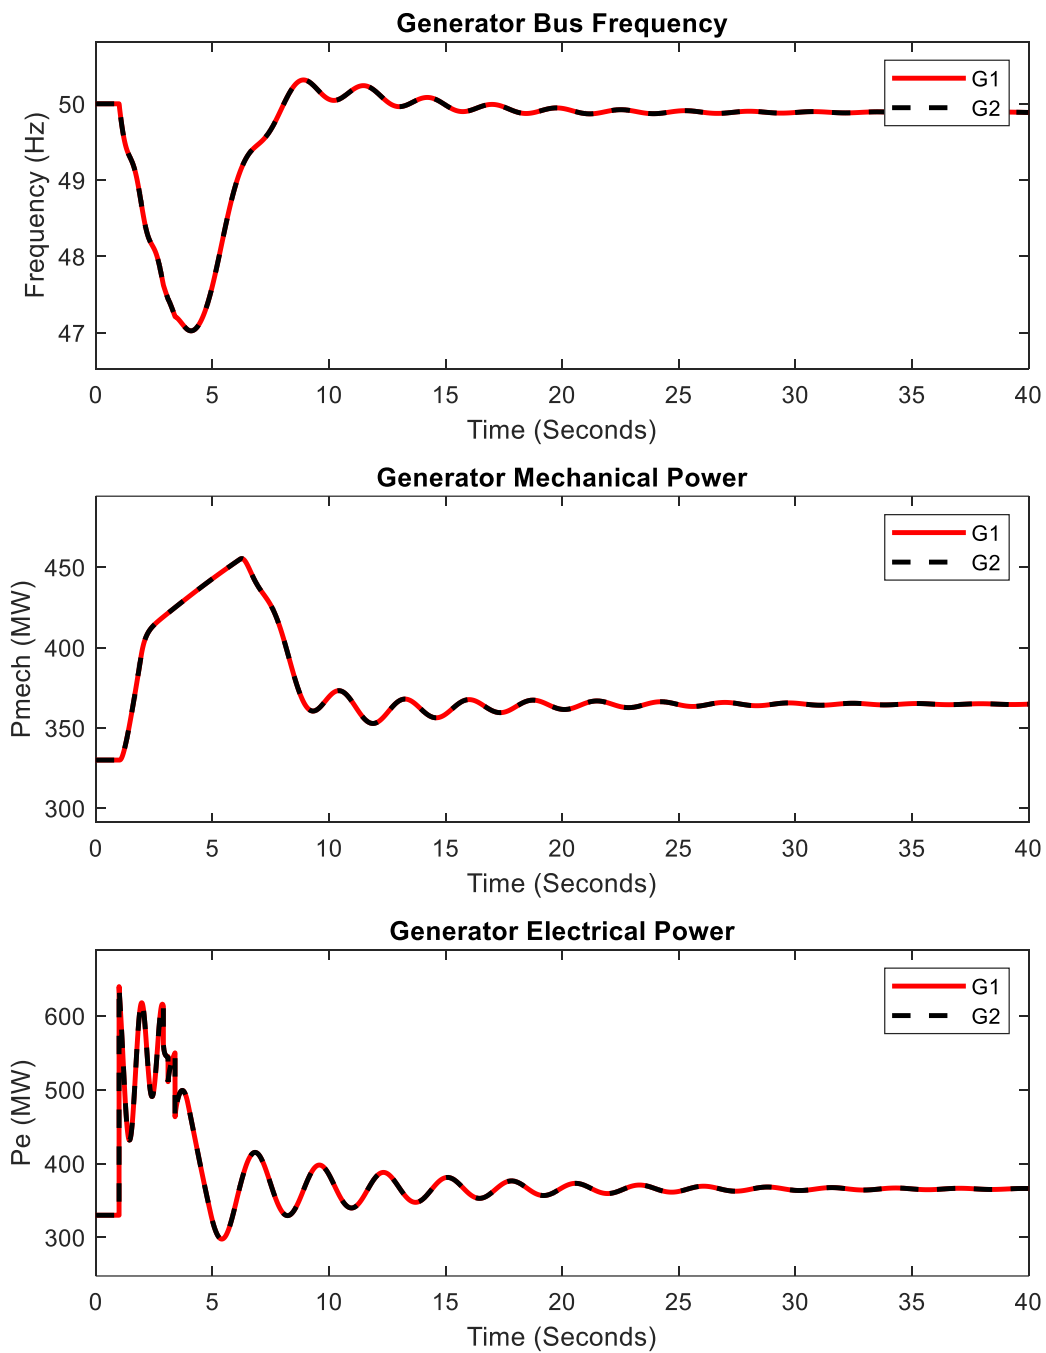 Generator Bus Frequency
Frequency (Hz)
50
49
48
47
G1
G2
0 5 10 15 20 25 30 35 40
Time (Seconds)
Generator Mechanical Power
Pmech (MW)
450
400
350
300
G1
G2
0 5 10 15 20 25 30 35 40
Time (Seconds)
Generator Electrical Power
Pe (MW)
600
500
400
300
G1
G2
0 5 10 15 20 25 30 35 40
Time (Seconds)